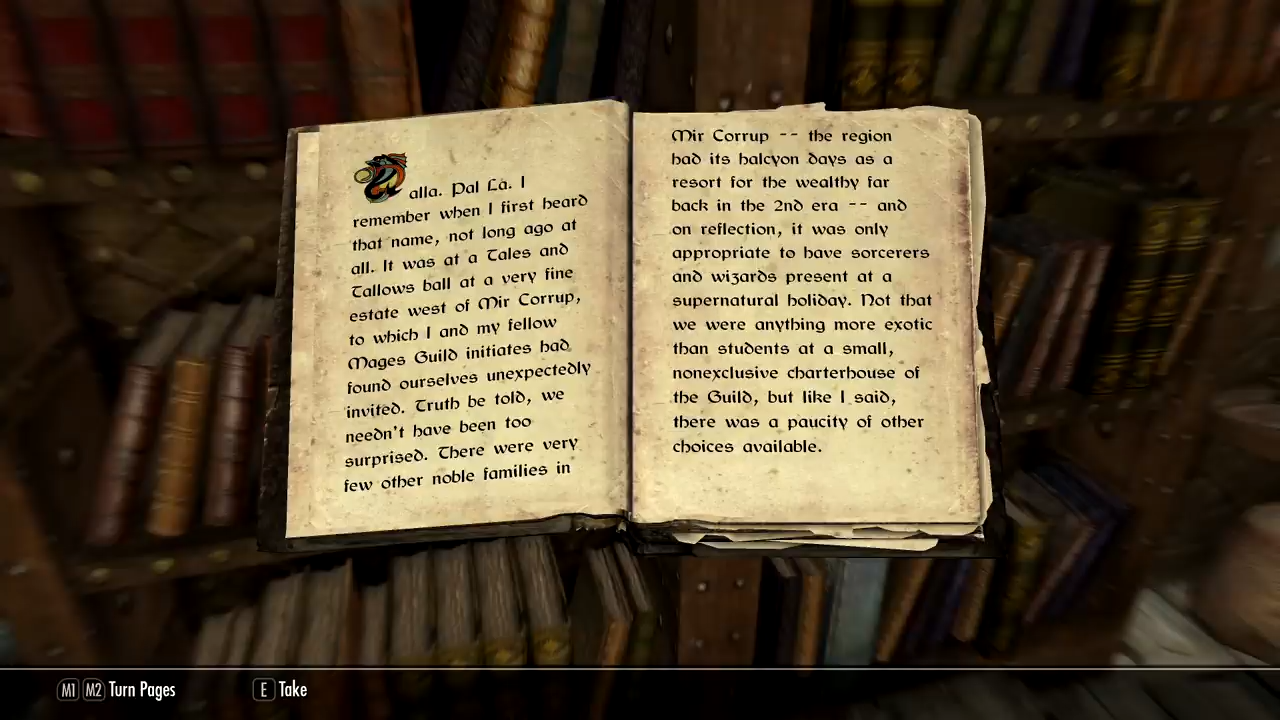 Palla. Pal La. I
remember when I first heard
that name, not long ago at
all. It was at a Tales and
Tallows ball at a very fine
estate west of Mir Corrup,
to which I and my fellow
Mages Guild initiates had
found ourselves unexpectedly
invited. Truth be told, we
needn't have been too
surprised. There were very
few other noble families in
Mir Corrup -- the region
had its halcyon days as a
resort for the wealthy far
back in the 2nd era -- and
on reflection, it was only
appropriate to have sorcerers
and wizards present at a
supernatural holiday. Not that
we were anything more exotic
than students at a small,
nonexclusive charterhouse of
the Guild, but like I said,
there was a paucity of other
choices available.
M1 M2 Turn Pages E Take